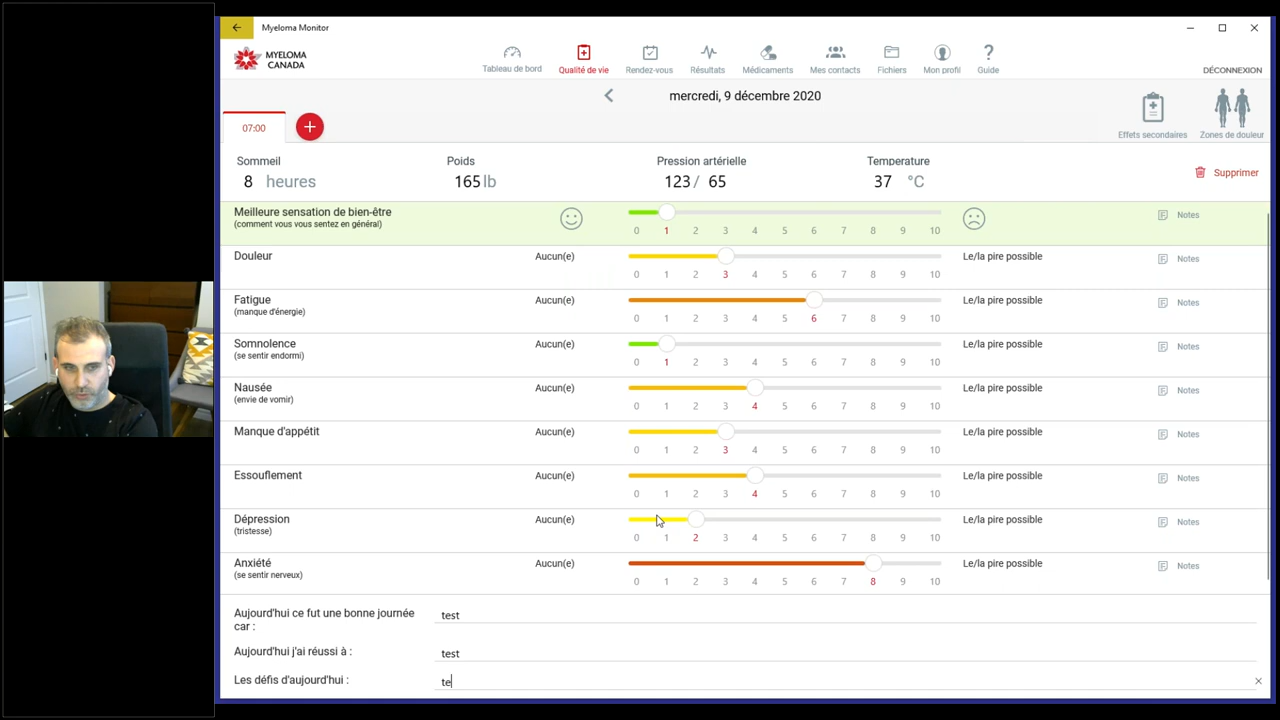 Myeloma Monitor
MYELOMA
CANADA
Tableau de bord
Qualité de vie
Rendez-vous
Résultats
Médicaments
Mes contacts
Fichiers
Mon profil
Guide
DÉCONNEXION
mercredi, 9 décembre 2020
07:00
Effets secondaires
Zones de douleur
Sommeil
8 heures
Poids
165 lb
Pression artérielle
123 / 65
Temperature
37 °C
Supprimer
Meilleure sensation de bien-être
(comment vous vous sentez en général)
0 1 2 3 4 5 6 7 8 9 10
Notes
Douleur
Aucun(e)
0 1 2 3 4 5 6 7 8 9 10
Le/la pire possible
Notes
Fatigue
(manque d'énergie)
Aucun(e)
0 1 2 3 4 5 6 7 8 9 10
Le/la pire possible
Notes
Somnolence
(se sentir endormi)
Aucun(e)
0 1 2 3 4 5 6 7 8 9 10
Le/la pire possible
Notes
Nausée
(envie de vomir)
Aucun(e)
0 1 2 3 4 5 6 7 8 9 10
Le/la pire possible
Notes
Manque d'appétit
Aucun(e)
0 1 2 3 4 5 6 7 8 9 10
Le/la pire possible
Notes
Essouflement
Aucun(e)
0 1 2 3 4 5 6 7 8 9 10
Le/la pire possible
Notes
Dépression
(tristesse)
Aucun(e)
0 1 2 3 4 5 6 7 8 9 10
Le/la pire possible
Notes
Anxiété
(se sentir nerveux)
Aucun(e)
0 1 2 3 4 5 6 7 8 9 10
Le/la pire possible
Notes
Aujourd'hui ce fut une bonne journée
car :
test
Aujourd'hui j'ai réussi à :
test
Les défis d'aujourd'hui :
te